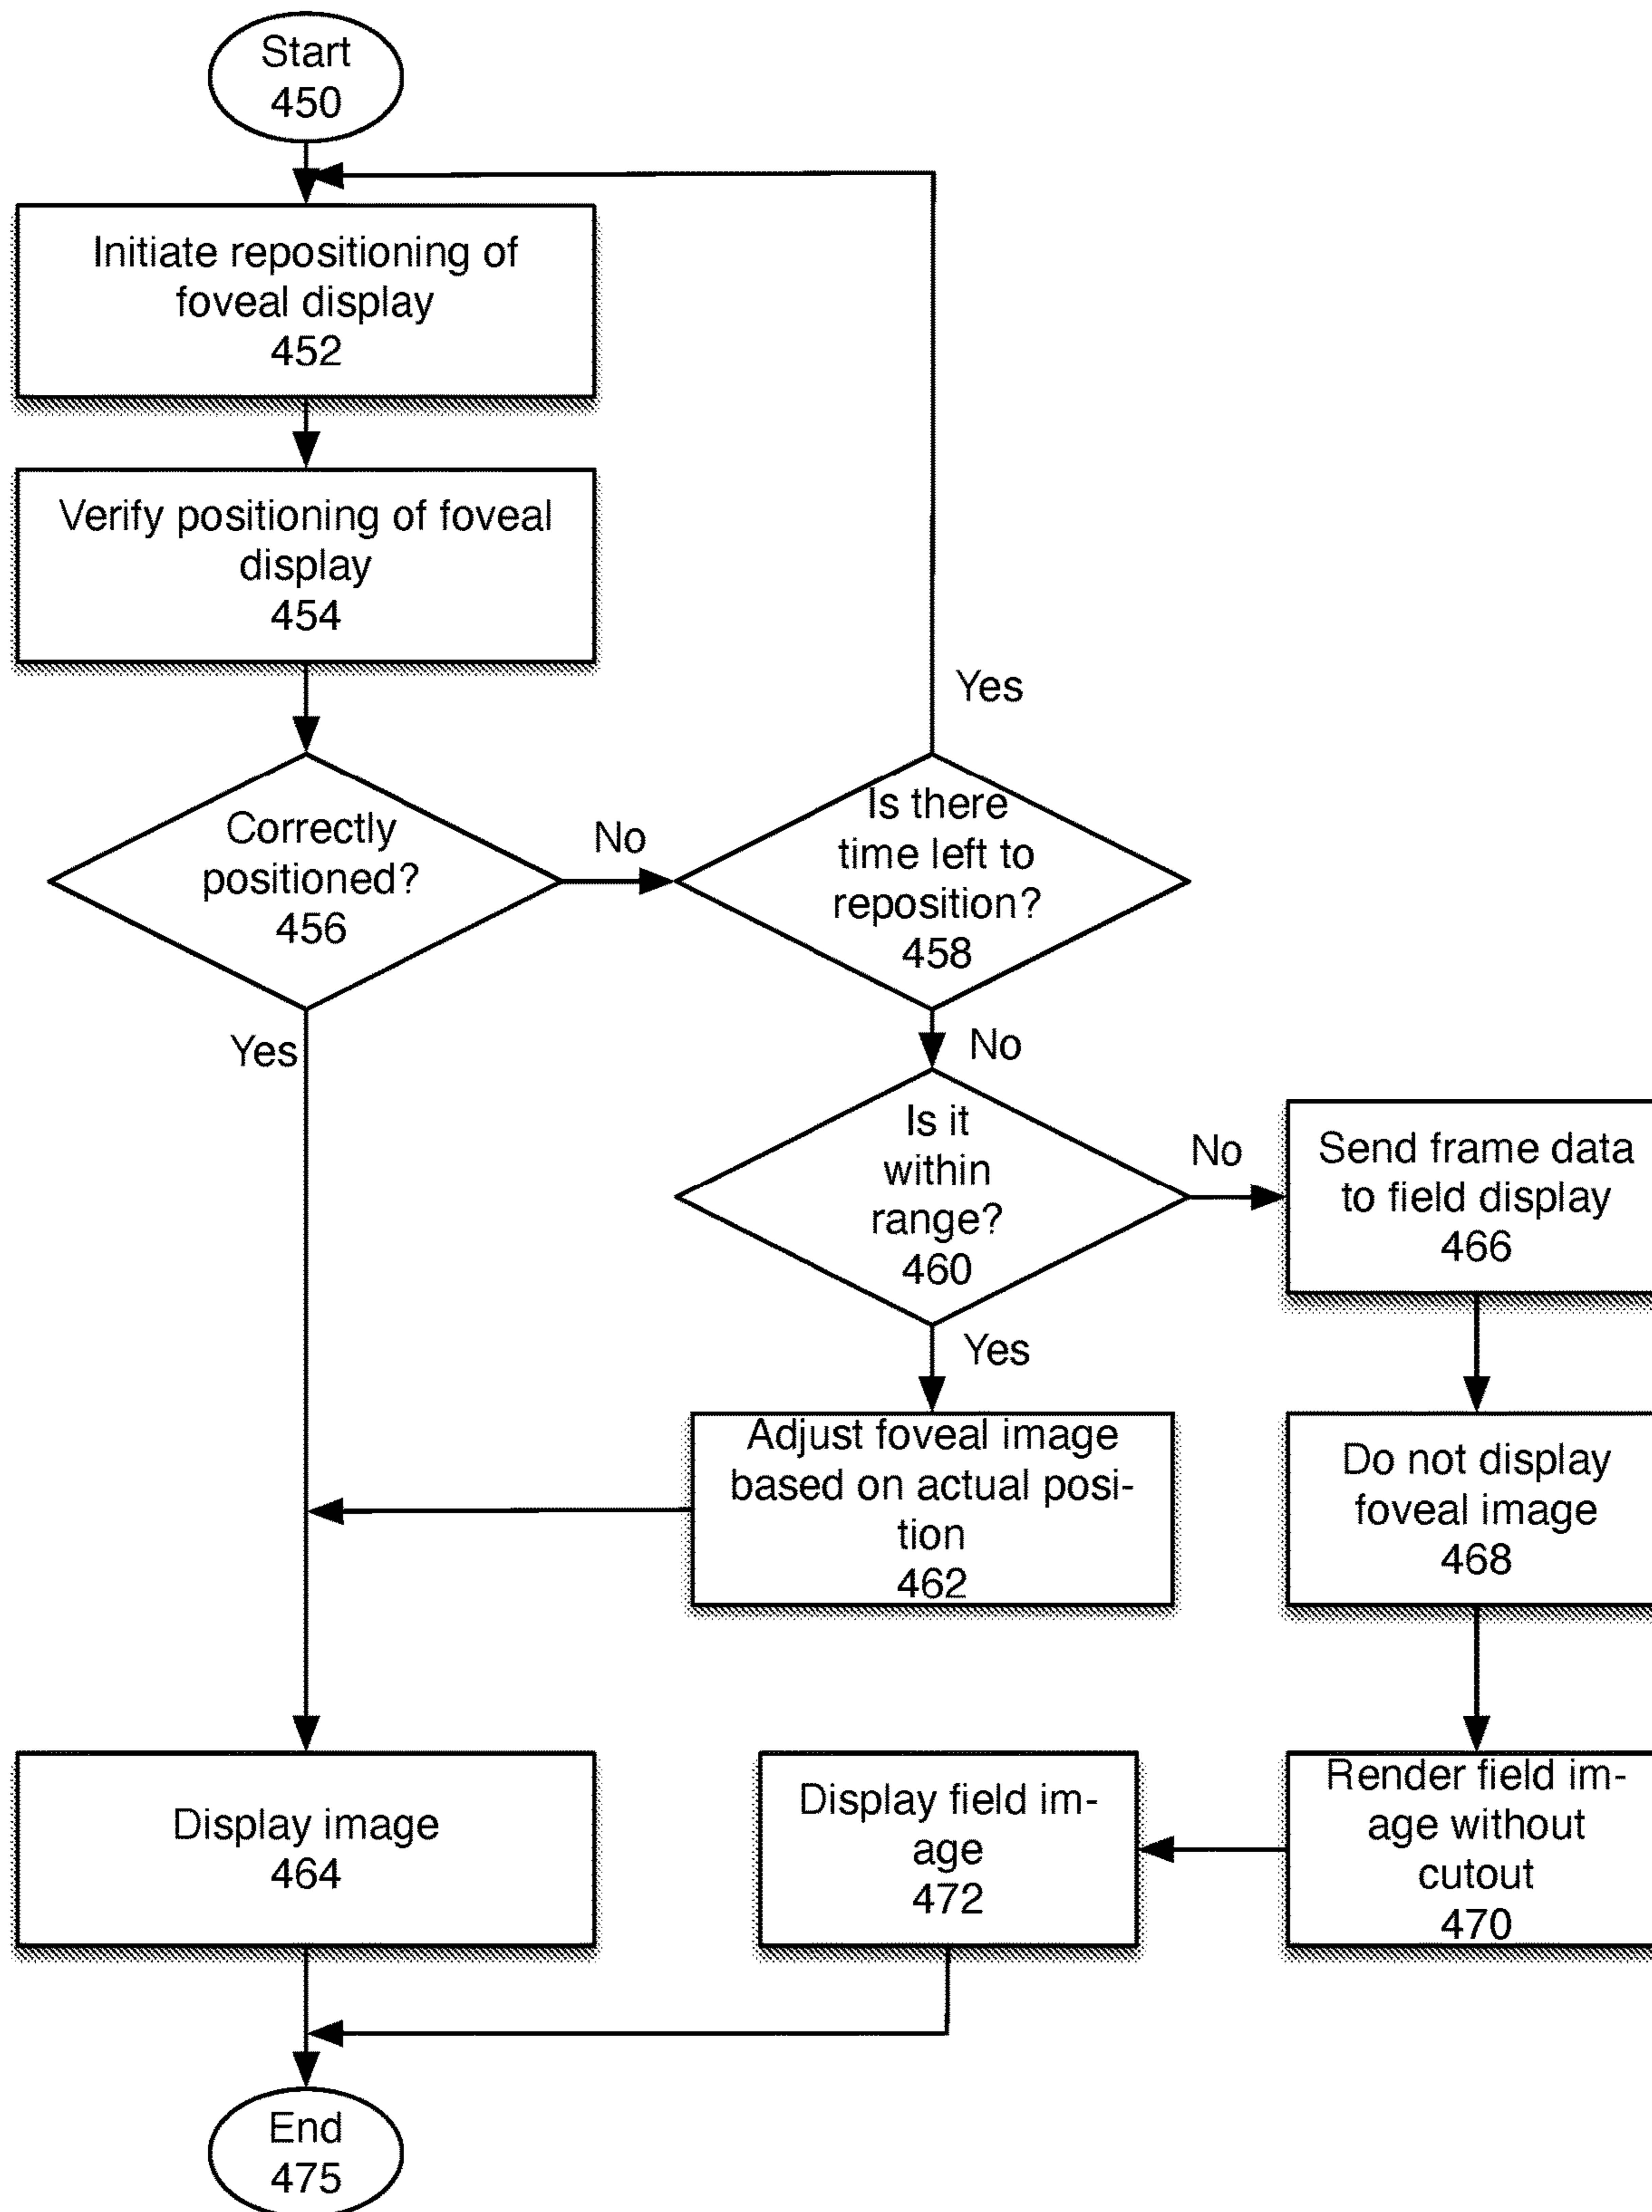 Start
450
Initiate repositioning of
foveal display
452
Verify positioning of foveal
display
454
Correctly
positioned?
456
No
Yes
Is there
time left to
reposition?
458
Yes
No
Is it
within
range?
460
No
Yes
Send frame data
to field display
466
Adjust foveal image
based on actual posi-
tion
462
Do not display
foveal image
468
Display image
464
Display field im-
age
472
Render field im-
age without
cutout
470
End
475